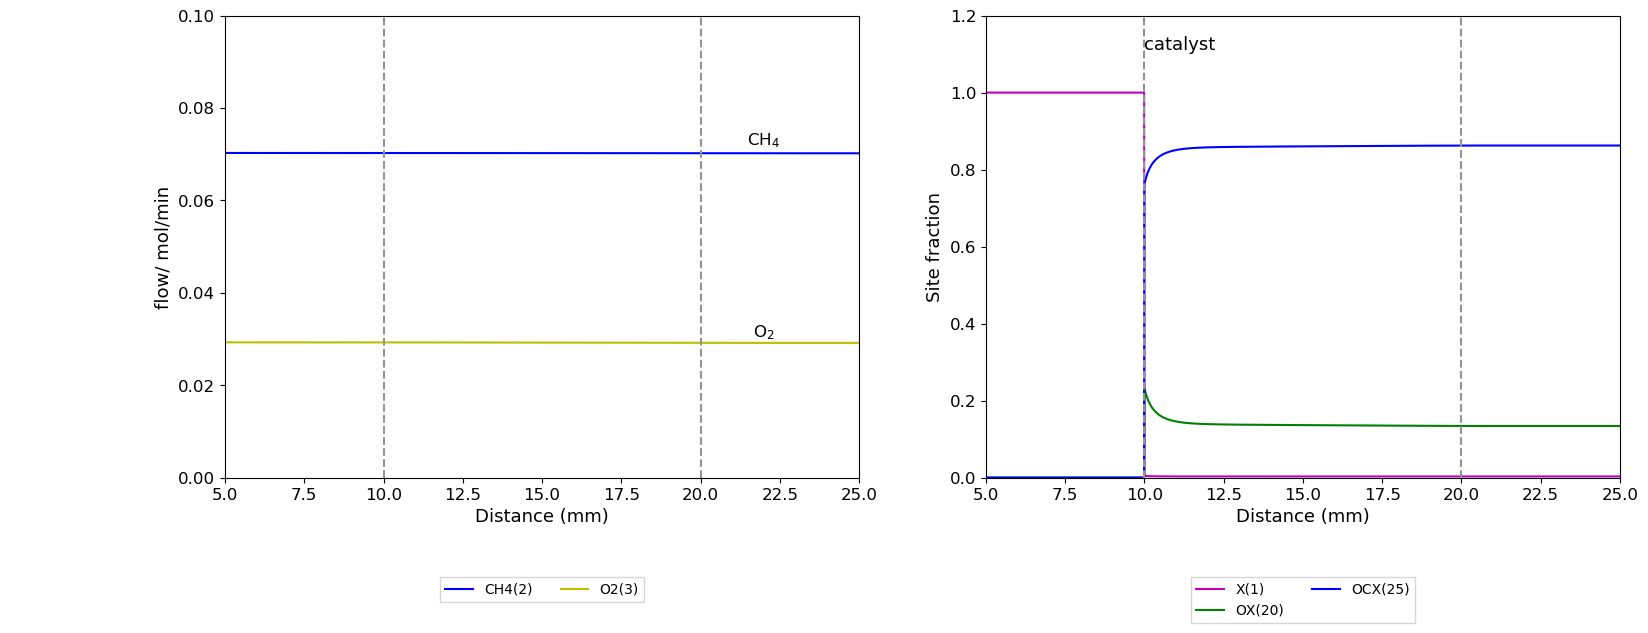 0.10
0.08
0.06
0.04
0.02
0.00
flow/ mol/min
CH4
O2
5.0 7.5 10.0 12.5 15.0 17.5 20.0 22.5 25.0
Distance (mm)
CH4(2) O2(3)
1.2
1.0
0.8
0.6
0.4
0.2
0.0
Site fraction
catalyst
5.0 7.5 10.0 12.5 15.0 17.5 20.0 22.5 25.0
Distance (mm)
X(1) OCX(25)
OX(20)